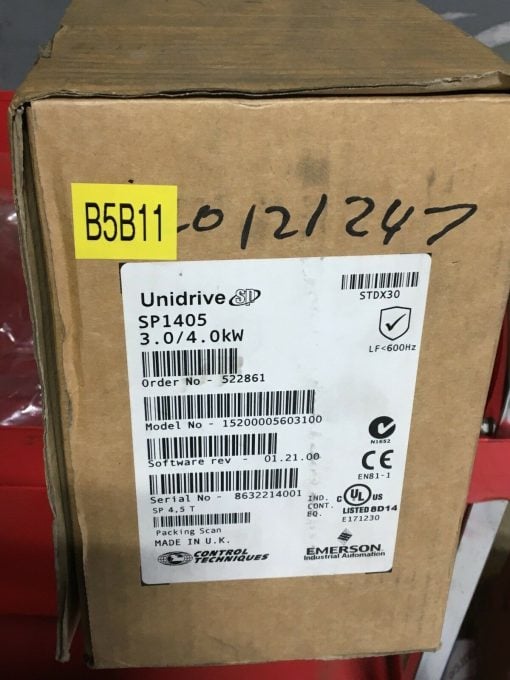 B5B11
0121247
Unidrive SP
STDX30
SP1405
3.0/4.0kW
LF<600Hz
Order No - 522861
Model No - 15200005603100
N1652
Software rev - 01.21.00
CE
EN81-1
Serial No - 8632214001
SP 4,5 T
IND.
CONT.
EQ.
C UL US
LISTED 8D14
E171230
Packing Scan
MADE IN U.K.
CONTROL
TECHNIQUES
EMERSON
Industrial Automation